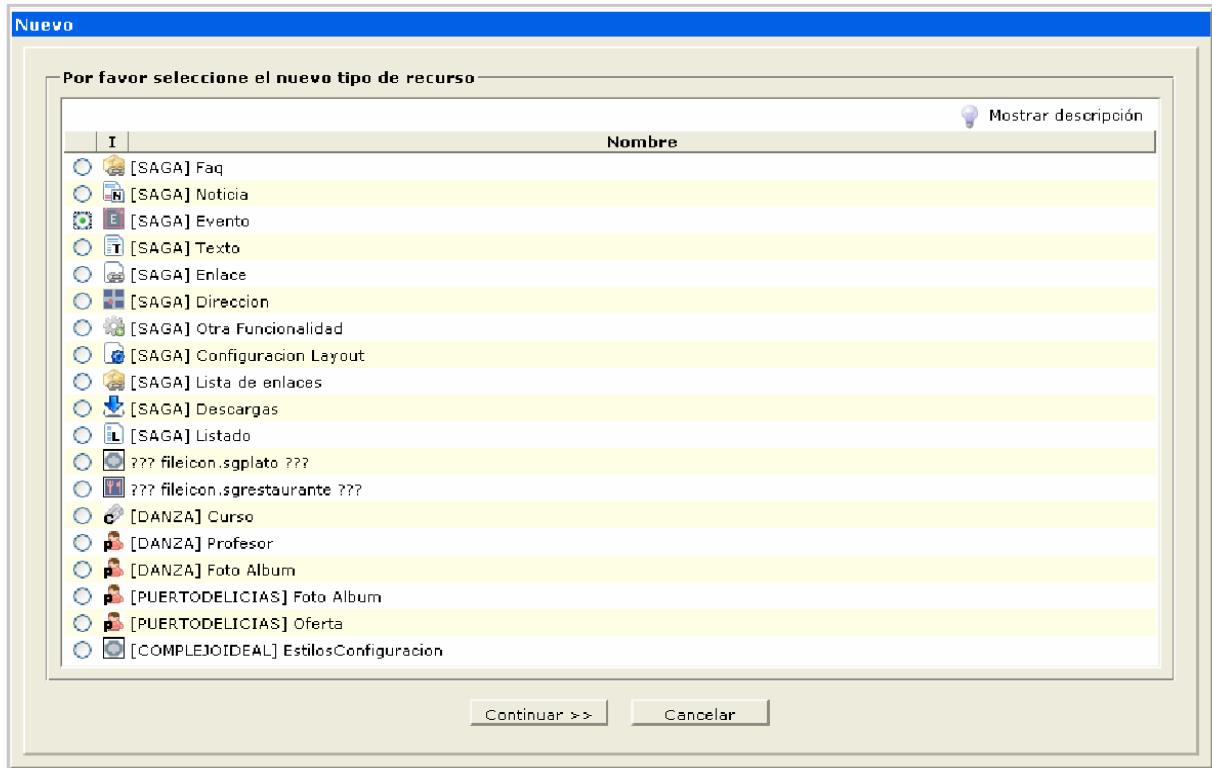 Nuevo
Por favor seleccione el nuevo tipo de recurso
Mostrar descripción
I Nombre
[SAGA] Faq
[SAGA] Noticia
[SAGA] Evento
[SAGA] Texto
[SAGA] Enlace
[SAGA] Direccion
[SAGA] Otra Funcionalidad
[SAGA] Configuracion Layout
[SAGA] Lista de enlaces
[SAGA] Descargas
[SAGA] Listado
??? fileicon.sgplato ???
??? fileicon.sgrestaurante ???
[DANZA] Curso
[DANZA] Profesor
[DANZA] Foto Album
[PUERTODELICIAS] Foto Album
[PUERTODELICIAS] Oferta
[COMPLEJOIDEAL] EstilosConfiguracion
Continuar >> Cancelar